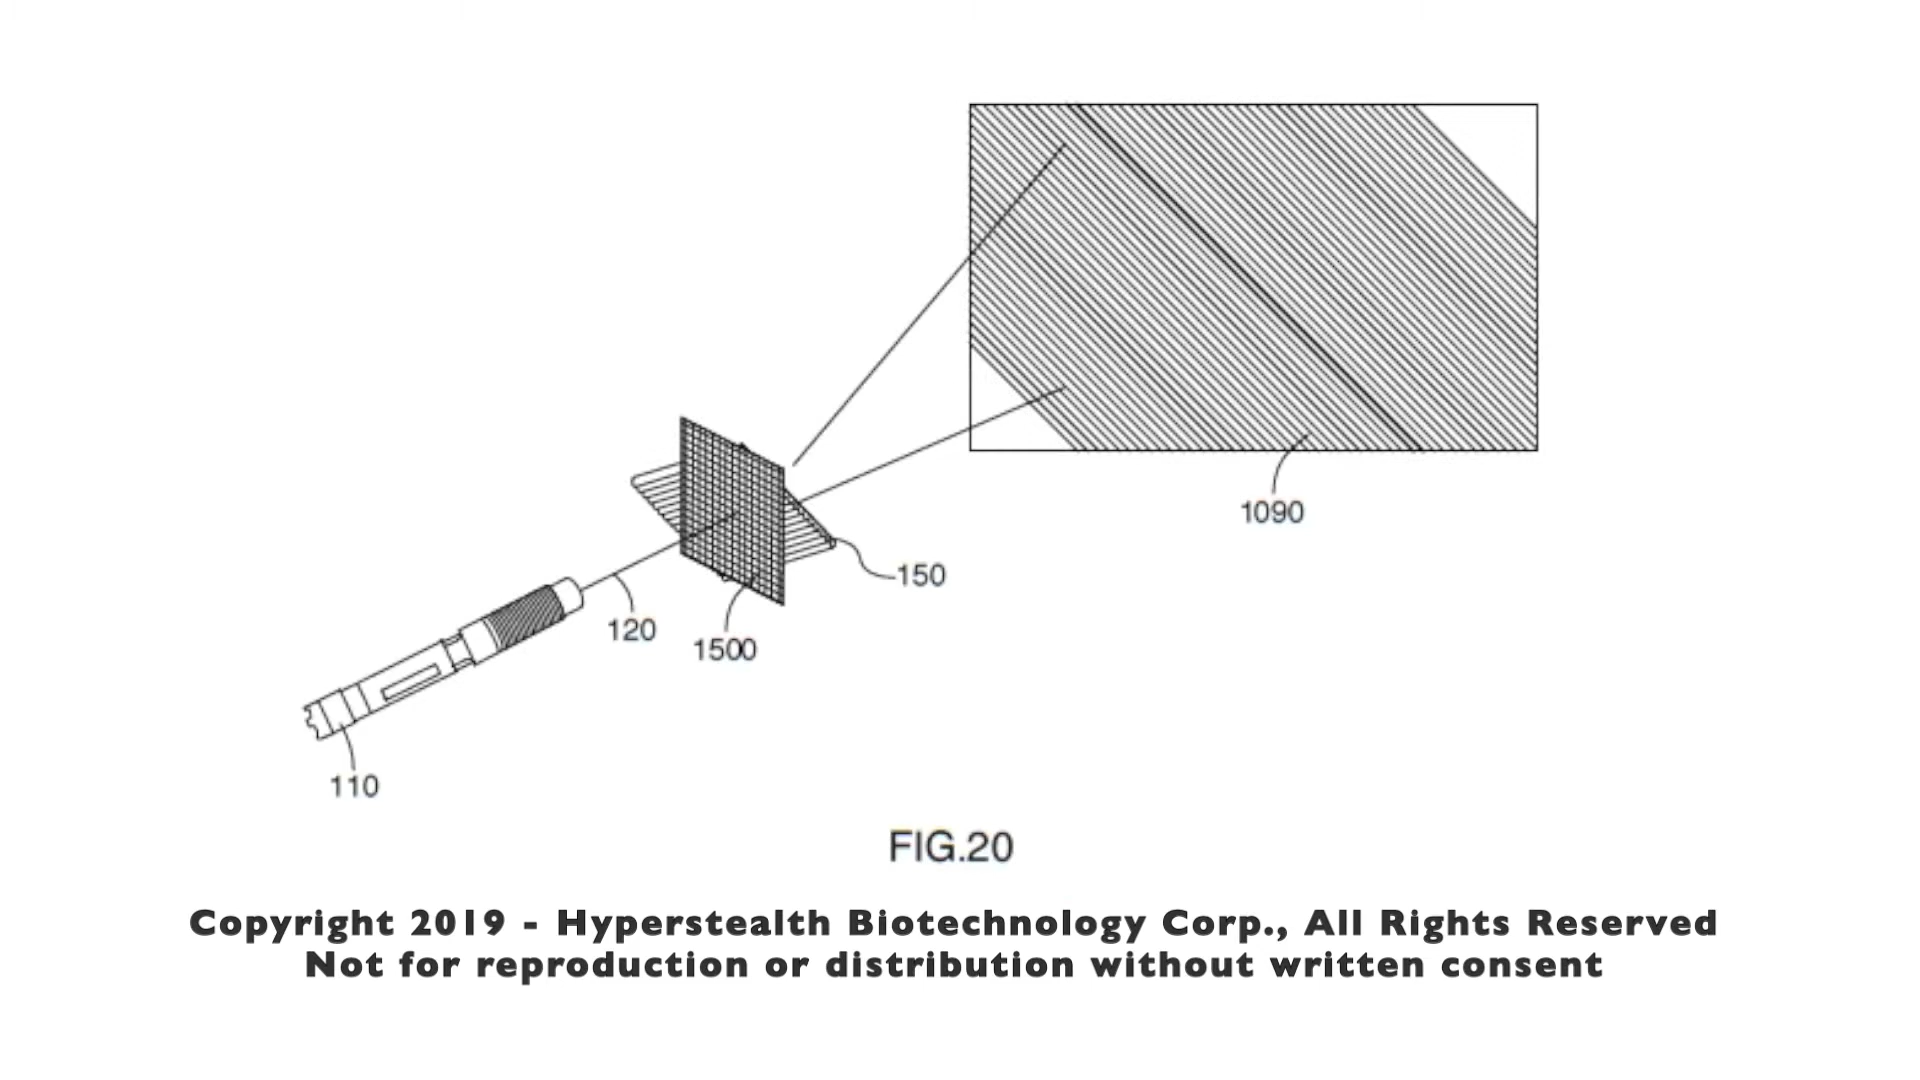 1090
150
120
1500
110
FIG.20
Copyright 2019 - Hyperstealth Biotechnology Corp., All Rights Reserved
Not for reproduction or distribution without written consent